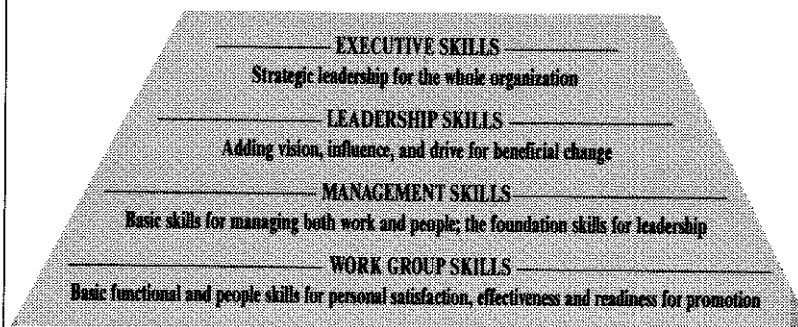 EXECUTIVE SKILLS
Strategic leadership for the whole organization
LEADERSHIP SKILLS
Adding vision, influence, and drive for beneficial change
MANAGEMENT SKILLS
Basic skills for managing both work and people; the foundation skills for leadership
WORK GROUP SKILLS
Basic functional and people skills for personal satisfaction, effectiveness and readiness for promotion